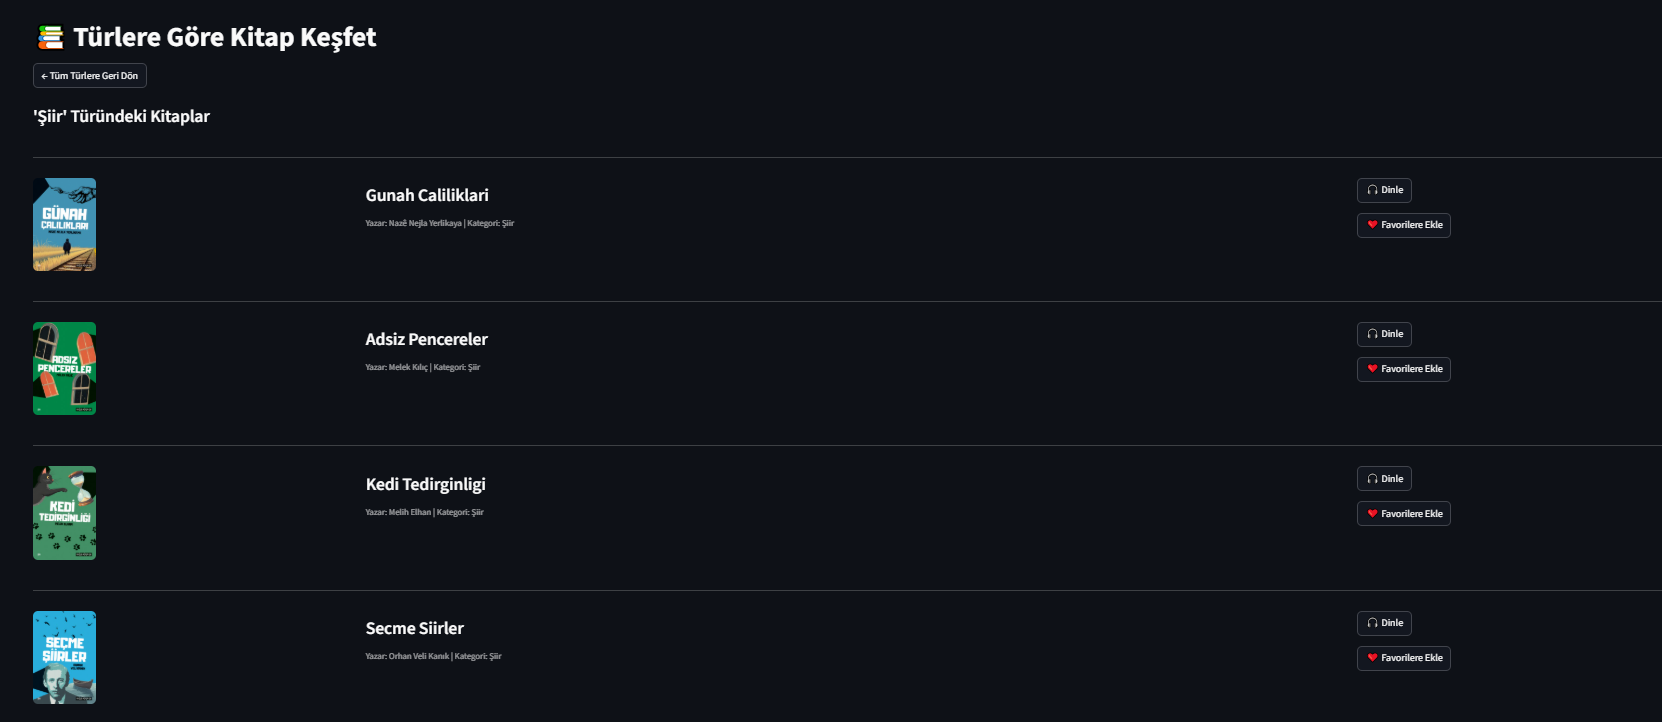 Türlere Göre Kitap Keşfet
← Tüm Türlere Geri Dön
'Şiir' Türündeki Kitaplar
GÜNAH
ÇALILIKLARI
Gunah Caliliklari
Yazar: Nazê Nejla Yerlikaya | Kategori: Şiir
Dinle
Favorilere Ekle
ADSIZ
PENCERELER
Adsiz Pencereler
Yazar: Melek Kılıç | Kategori: Şiir
Dinle
Favorilere Ekle
KEDİ
TEDİRGİNLİĞİ
Kedi Tedirginligi
Yazar: Melih Elhan | Kategori: Şiir
Dinle
Favorilere Ekle
SEÇME
ŞİİRLER
Secme Siirler
Yazar: Orhan Veli Kanık | Kategori: Şiir
Dinle
Favorilere Ekle